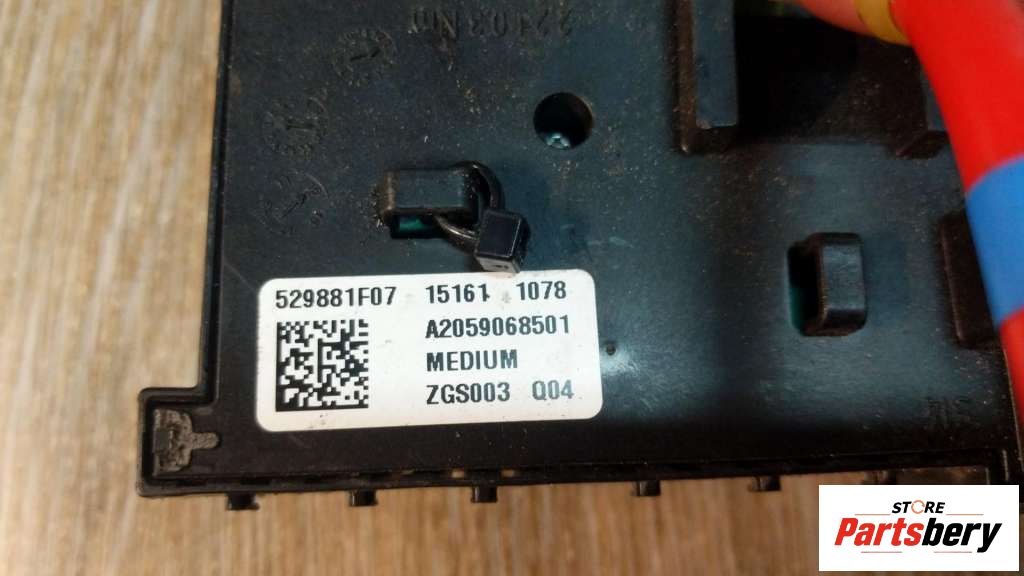 529881F07 15161 1078
A2059068501
MEDIUM
ZGS003 Q04
STORE
Partsbery